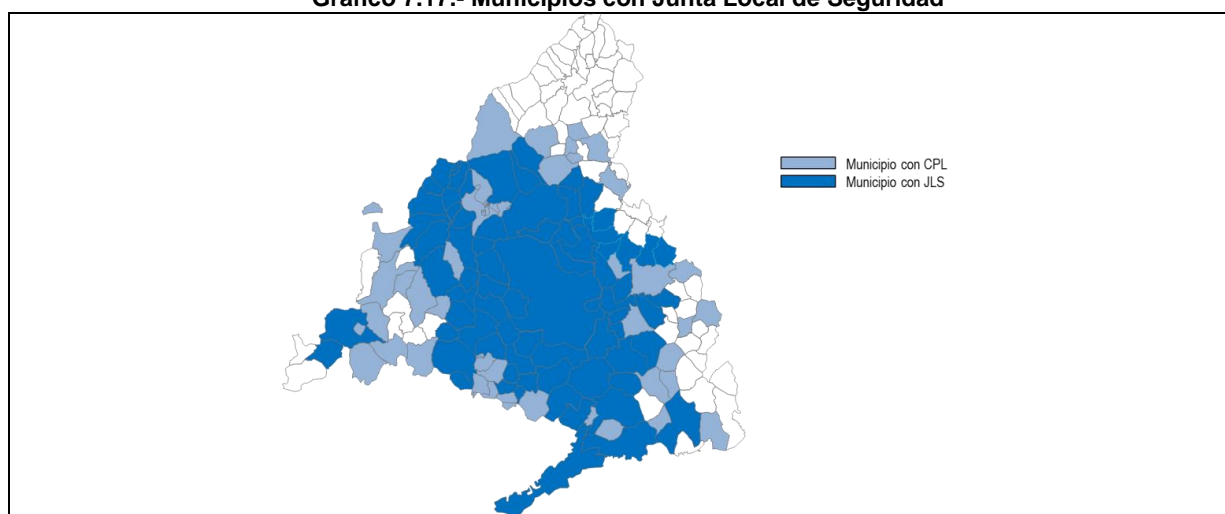 Gráfico 7.17.- Municipios con Junta Local de Seguridad
Municipio con CPL
Municipio con JLS